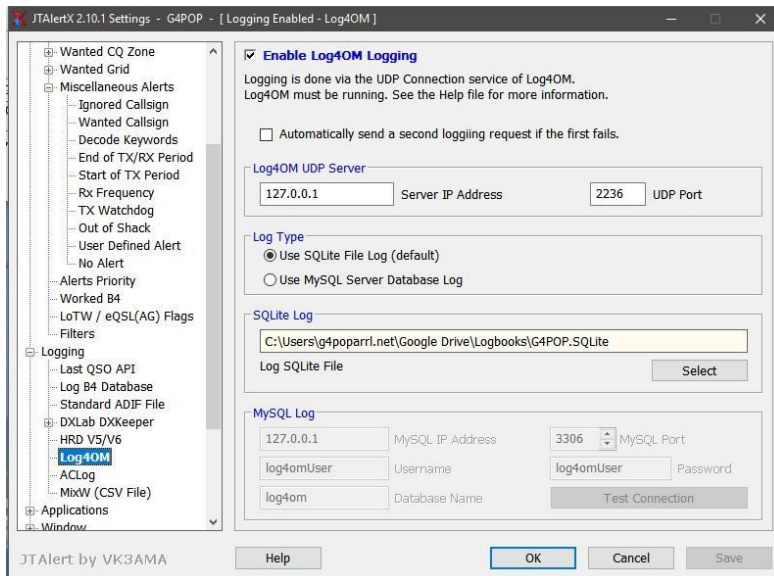 JTAlertX 2.10.1 Settings - G4POP - [ Logging Enabled - Log4OM ]
Wanted CQ Zone
Wanted Grid
Miscellaneous Alerts
Ignored Callsign
Wanted Callsign
Decode Keywords
End of TX/RX Period
Start of TX Period
Rx Frequency
TX Watchdog
Out of Shack
User Defined Alert
No Alert
Alerts Priority
Worked B4
LoTW / eQSL(AG) Flags
Filters
Logging
Last QSO API
Log B4 Database
Standard ADIF File
DXLab DXKeeper
HRD V5/V6
Log4OM
ACLog
MixW (CSV File)
Applications
Window
Enable Log4OM Logging
Logging is done via the UDP Connection service of Log4OM.
Log4OM must be running. See the Help file for more information.
Automatically send a second loggiing request if the first fails.
Log4OM UDP Server
127.0.0.1 Server IP Address 2236 UDP Port
Log Type
Use SQLite File Log (default)
Use MySQL Server Database Log
SQLite Log
C:\Users\g4poparrl.net\Google Drive\Logbooks\G4POP.SQLite
Log SQLite File Select
MySQL Log
127.0.0.1 MySQL IP Address 3306 MySQL Port
log4omUser Username log4omUser Password
log4om Database Name Test Connection
JTAlert by VK3AMA Help OK Cancel Save